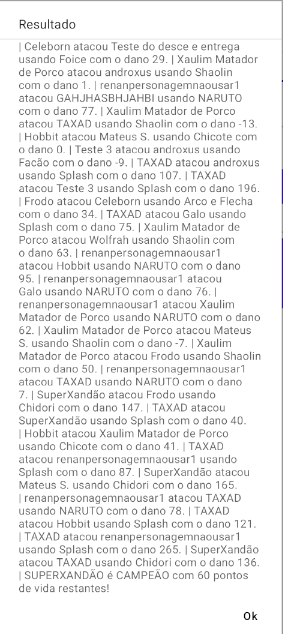 Resultado
| Celeborn atacou Teste do desce e entrega
usando Foice com o dano 29. | Xaulim Matador
de Porco atacou androxus usando Shaolin
com o dano 1. | renanpersonagemnaousar1
atacou GAHJHASBHJAHBI usando NARUTO
com o dano 77. | Xaulim Matador de Porco
atacou TAXAD usando Shaolin com o dano -13.
| Hobbit atacou Mateus S. usando Chicote com
o dano 0. | Teste 3 atacou androxus usando
Facão com o dano -9. | TAXAD atacou androxus
usando Splash com o dano 107. | TAXAD
atacou Teste 3 usando Splash com o dano 196.
| Frodo atacou Celeborn usando Arco e Flecha
com o dano 34. | TAXAD atacou Galo usando
Splash com o dano 75. | Xaulim Matador de
Porco atacou Wolfrah usando Shaolin com
o dano 63. | renanpersonagemnaousar1
atacou Hobbit usando NARUTO com o dano
95. | renanpersonagemnaousar1 atacou
Galo usando NARUTO com o dano 76. |
renanpersonagemnaousar1 atacou Xaulim
Matador de Porco usando NARUTO com o dano
62. | Xaulim Matador de Porco atacou Mateus
S. usando Shaolin com o dano -7. | Xaulim
Matador de Porco atacou Frodo usando Shaolin
com o dano 50. | renanpersonagemnaousar1
atacou TAXAD usando NARUTO com o dano
7. | SuperXandão atacou Frodo usando
Chidori com o dano 147. | TAXAD atacou
SuperXandão usando Splash com o dano 40.
| Hobbit atacou Xaulim Matador de Porco usando
Chicote com o dano 41. | TAXAD
atacou renanpersonagemnaousar1 usando
Splash com o dano 87. | SuperXandão atacou
Mateus S. usando Chidori com o dano 165.
| renanpersonagemnaousar1 atacou TAXAD
usando NARUTO com o dano 78. | TAXAD
atacou Hobbit usando Splash com o dano 121.
| TAXAD atacou renanpersonagemnaousar1
usando Splash com o dano 265. | SuperXandão
atacou TAXAD usando Chidori com o dano 136.
| SUPERXANDÃO é CAMPEÃO com 60 pontos
de vida restantes!
Ok